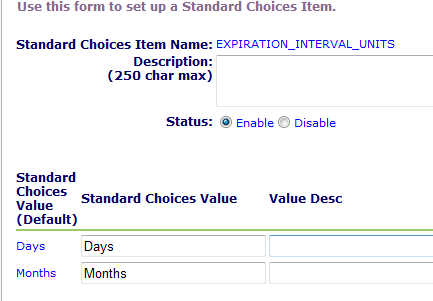 Use this form to set up a Standard Choices Item.
Standard Choices Item Name: EXPIRATION_INTERVAL_UNITS
Description:
(250 char max)
Status: Enable Disable
Standard
Choices
Value
(Default) Standard Choices Value Value Desc
Days Days
Months Months